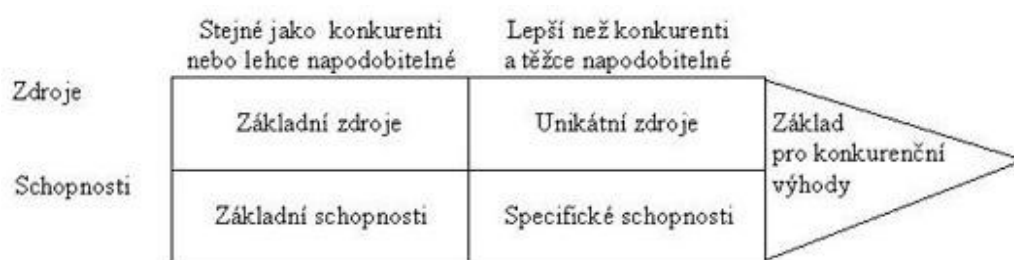 Stejné jako konkurenti
nebo lehce napodobitelné
Lepší než konkurenti
a těžce napodobitelné
Zdroje
Základní zdroje
Unikátní zdroje
Základ
pro konkurenční
výhody
Schopnosti
Základní schopnosti
Specifické schopnosti